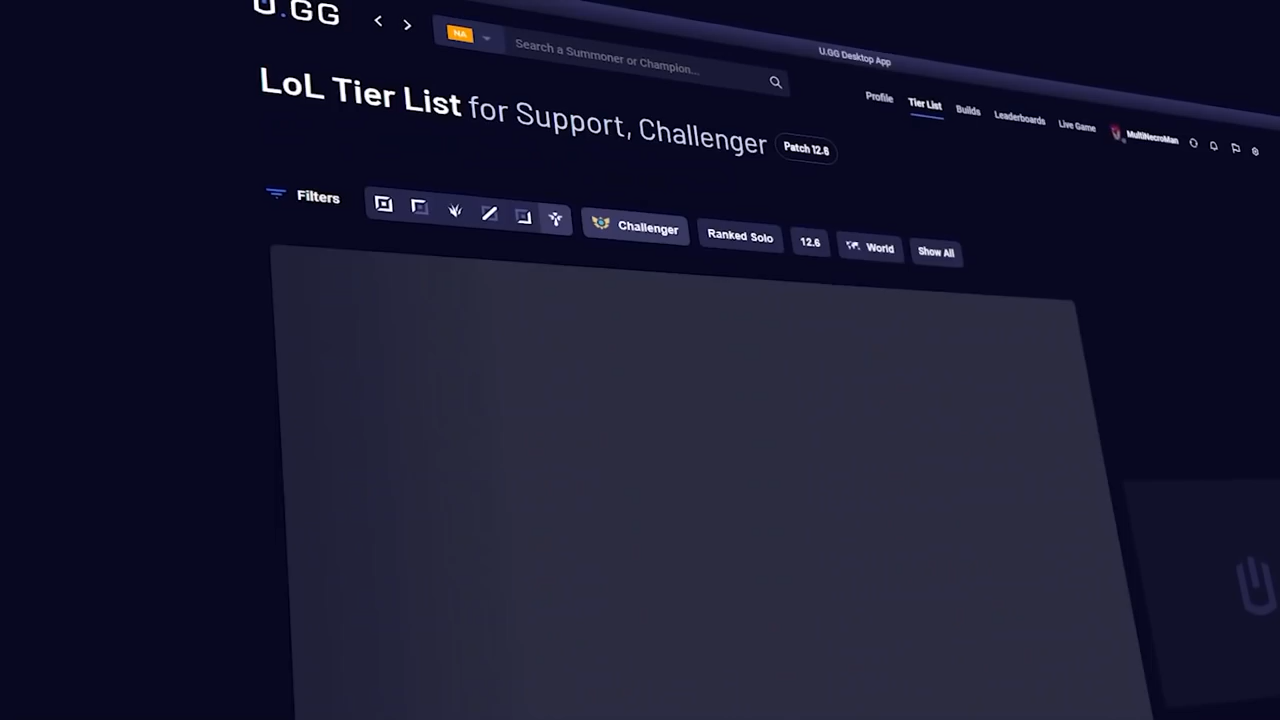 U.GG
NA
Search a Summoner or Champion...
U.GG Desktop App
Profile
Tier List
Builds
Leaderboards
Live Game
MultiNecroMan
LoL Tier List for Support, Challenger
Patch 12.6
Filters
Challenger
Ranked Solo
12.6
World
Show All